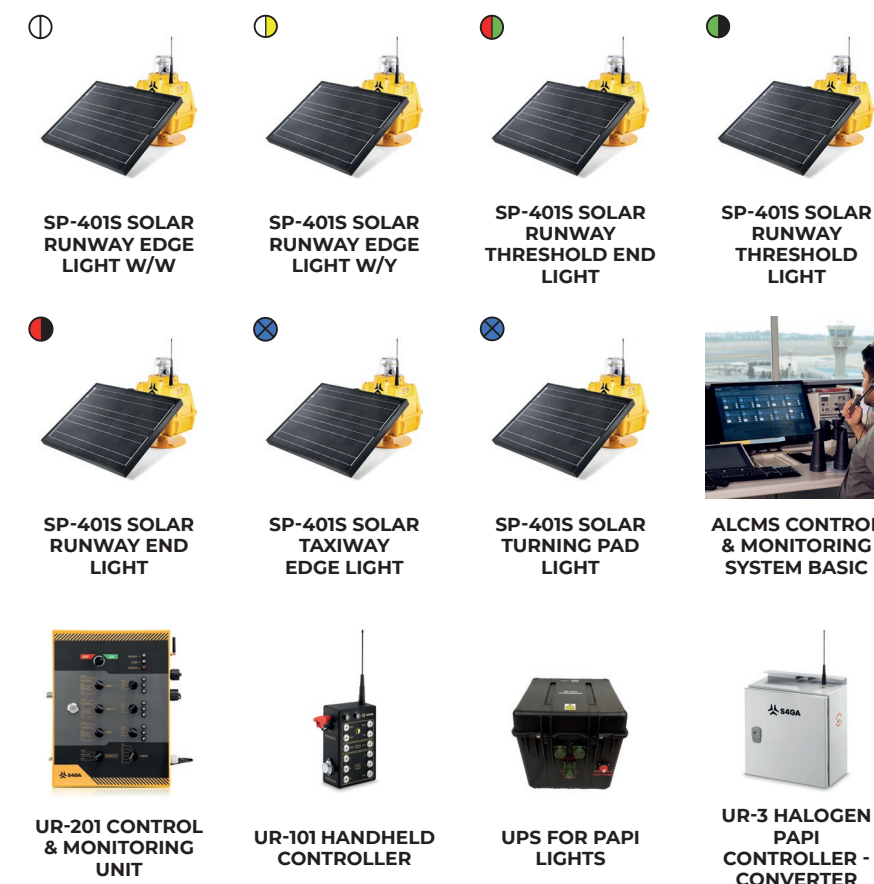 SP-401S SOLAR
RUNWAY EDGE
LIGHT W/W
SP-401S SOLAR
RUNWAY EDGE
LIGHT W/Y
SP-401S SOLAR
RUNWAY
THRESHOLD END
LIGHT
SP-401S SOLAR
RUNWAY
THRESHOLD
LIGHT
SP-401S SOLAR
RUNWAY END
LIGHT
SP-401S SOLAR
TAXIWAY
EDGE LIGHT
SP-401S SOLAR
TURNING PAD
LIGHT
ALCMS CONTROL
& MONITORING
SYSTEM BASIC
S4GA
UR-201 CONTROL
& MONITORING
UNIT
UR-101 HANDHELD
CONTROLLER
UPS FOR PAPI
LIGHTS
S4GA
UR-3 HALOGEN
PAPI
CONTROLLER -
CONVERTER